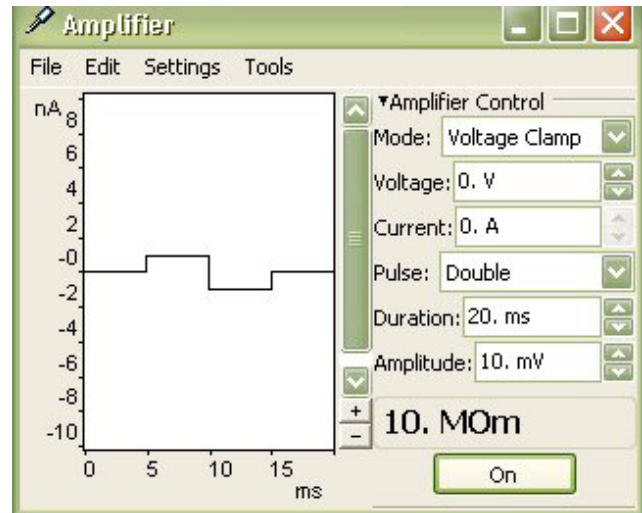 Amplifier
File Edit Settings Tools
nA
8
6
4
2
-0
-2
-4
-6
-8
-10
0 5 10 15
ms
+
−
▼Amplifier Control
Mode: Voltage Clamp
Voltage: 0. V
Current: 0. A
Pulse: Double
Duration: 20. ms
Amplitude: 10. mV
10. MOm
On